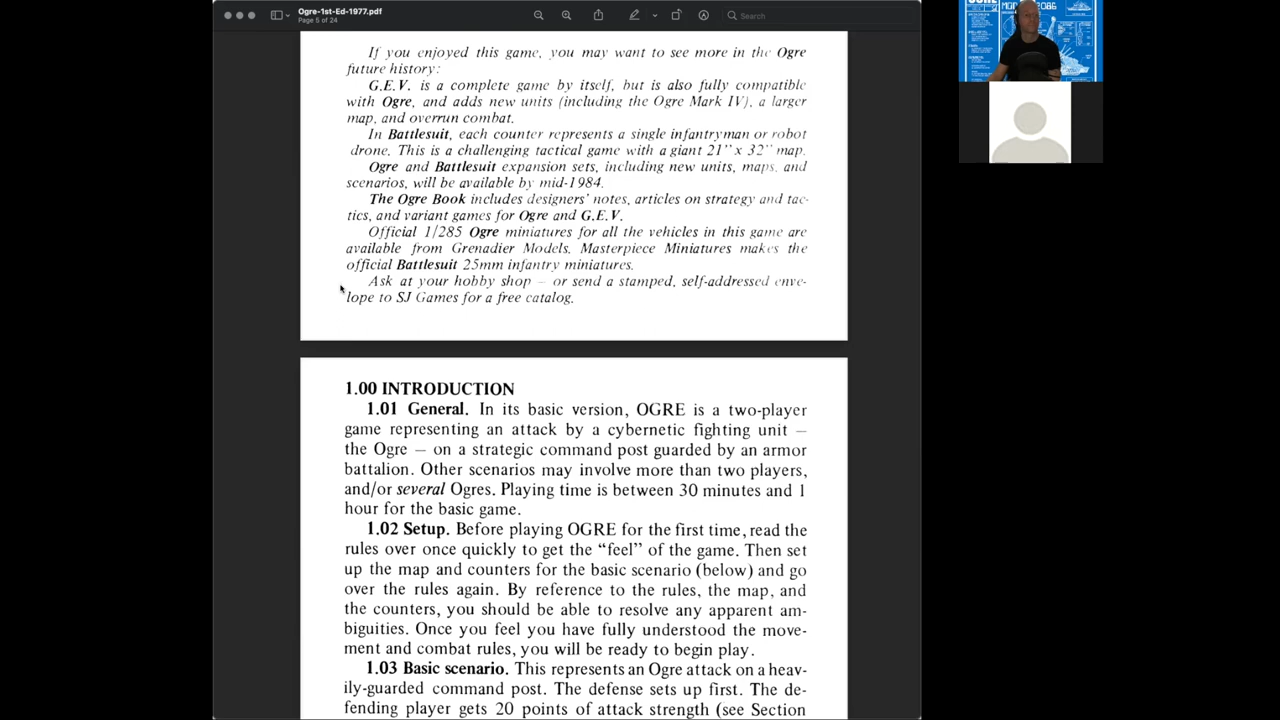 Ogre-1st-Ed-1977.pdf
Page 5 of 24
Search
If you enjoyed this game, you may want to see more in the Ogre
future history:
G.E.V. is a complete game by itself, but is also fully compatible
with Ogre, and adds new units (including the Ogre Mark IV), a larger
map, and overrun combat.
In Battlesuit, each counter represents a single infantryman or robot
drone. This is a challenging tactical game with a giant 21" x 32" map.
Ogre and Battlesuit expansion sets, including new units, maps, and
scenarios, will be available by mid-1984.
The Ogre Book includes designers' notes, articles on strategy and tac-
tics, and variant games for Ogre and G.E.V.
Official 1/285 Ogre miniatures for all the vehicles in this game are
available from Grenadier Models. Masterpiece Miniatures makes the
official Battlesuit 25mm infantry miniatures.
Ask at your hobby shop — or send a stamped, self-addressed enve-
lope to SJ Games for a free catalog.
1.00 INTRODUCTION
1.01 General. In its basic version, OGRE is a two-player
game representing an attack by a cybernetic fighting unit —
the Ogre — on a strategic command post guarded by an armor
battalion. Other scenarios may involve more than two players,
and/or several Ogres. Playing time is between 30 minutes and 1
hour for the basic game.
1.02 Setup. Before playing OGRE for the first time, read the
rules over once quickly to get the “feel” of the game. Then set
up the map and counters for the basic scenario (below) and go
over the rules again. By reference to the rules, the map, and
the counters, you should be able to resolve any apparent am-
biguities. Once you feel you have fully understood the move-
ment and combat rules, you will be ready to begin play.
1.03 Basic scenario. This represents an Ogre attack on a heav-
ily-guarded command post. The defense sets up first. The de-
fending player gets 20 points of attack strength (see Section